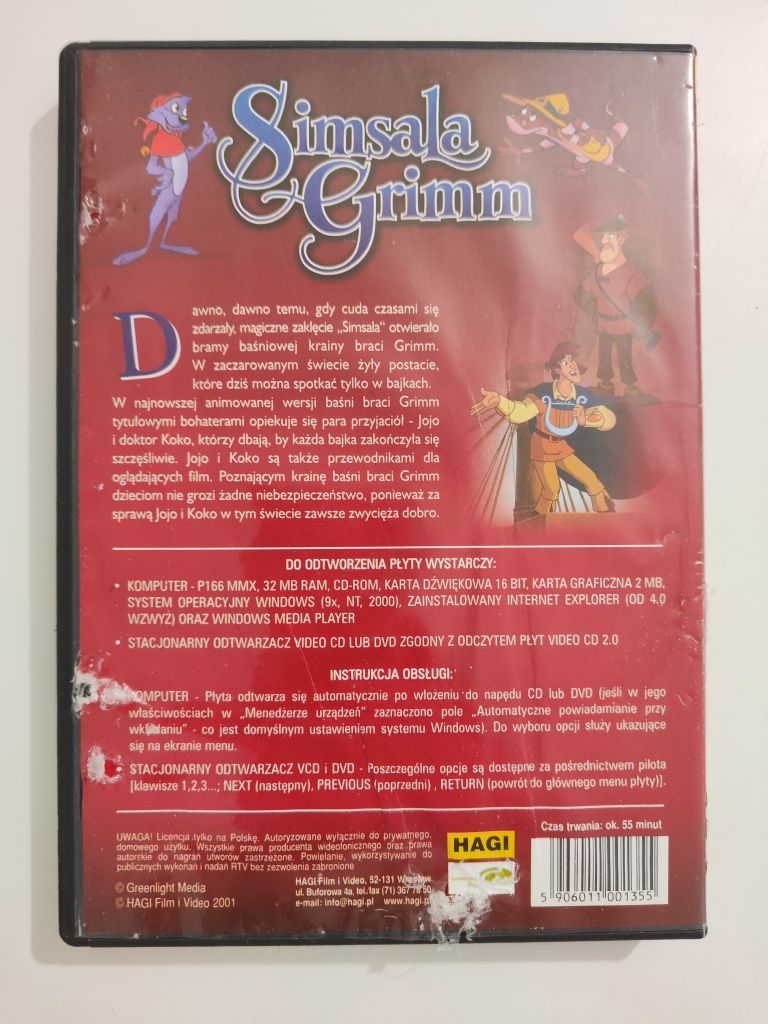 Simsala
Grimm
Dawno, dawno temu, gdy cuda czasami się
zdarzały, magiczne zaklęcie „Simsala" otwierało
bramy baśniowej krainy braci Grimm.
W zaczarowanym świecie żyły postacie,
które dziś można spotkać tylko w bajkach.
W najnowszej animowanej wersji baśni braci Grimm
tytułowymi bohaterami opiekuje się para przyjaciół - Jojo
i doktor Koko, którzy dbają, by każda bajka zakończyła się
szczęśliwie. Jojo i Koko są także przewodnikami dla
oglądających film. Poznającym krainę baśni braci Grimm
dzieciom nie grozi żadne niebezpieczeństwo, ponieważ za
sprawą Jojo i Koko w tym świecie zawsze zwycięża dobro.
DO ODTWORZENIA PŁYTY WYSTARCZY:
• KOMPUTER - P166 MMX, 32 MB RAM, CD-ROM, KARTA DŹWIĘKOWA 16 BIT, KARTA GRAFICZNA 2 MB,
SYSTEM OPERACYJNY WINDOWS (9x, NT, 2000), ZAINSTALOWANY INTERNET EXPLORER (OD 4.0
WZWYŻ) ORAZ WINDOWS MEDIA PLAYER
• STACJONARNY ODTWARZACZ VIDEO CD LUB DVD ZGODNY Z ODCZYTEM PŁYT VIDEO CD 2.0
INSTRUKCJA OBSŁUGI:
KOMPUTER - Płyta odtwarza się automatycznie po włożeniu do napędu CD lub DVD (jeśli w jego
właściwościach w „Menedżerze urządzeń" zaznaczono pole „Automatyczne powiadamianie przy
wkładaniu" - co jest domyślnym ustawieniem systemu Windows). Do wyboru opcji służy ukazujące
się na ekranie menu.
• STACJONARNY ODTWARZACZ VCD i DVD - Poszczególne opcje są dostępne za pośrednictwem pilota
[klawisze 1,2,3...; NEXT (następny), PREVIOUS (poprzedni) , RETURN (powrót do głównego menu płyty)].
UWAGA! Licencja tylko na Polskę. Autoryzowane wyłącznie do prywatnego,
domowego użytku. Wszystkie prawa producenta wideofonicznego oraz prawa
autorskie do nagrań utworów zastrzeżone. Powielanie, wykorzystywanie do
publicznych wykonań i nadań RTV bez zezwolenia zabronione
© Greenlight Media
© HAGI Film i Video 2001
HAGI Film i Video, 52-131 Wrocław
ul. Buforowa 4a, tel./fax (71) 367 78 50
e-mail: info@hagi.pl www.hagi.p
HAGI
Czas trwania: ok. 55 minut
5 906011 001355